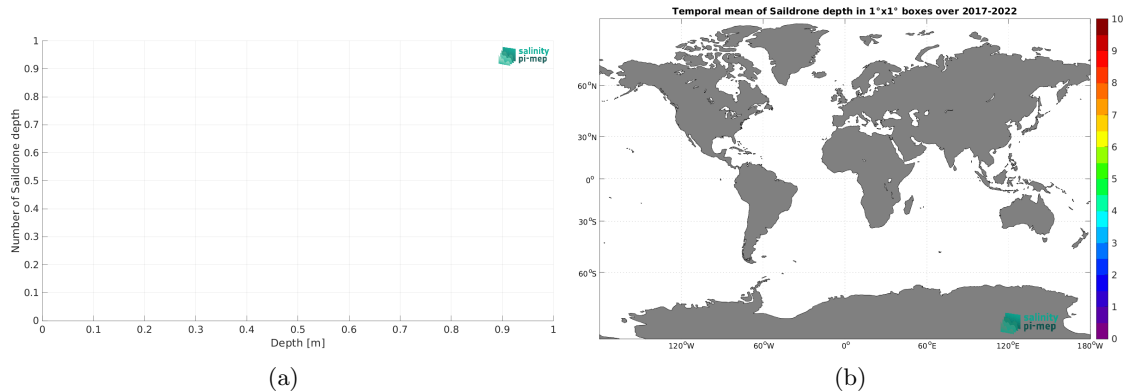 1
0.9
0.8
0.7
0.6
0.5
0.4
0.3
0.2
0.1
0
Number of Saildrone depth
0 0.1 0.2 0.3 0.4 0.5 0.6 0.7 0.8 0.9 1
Depth [m]
salinity
pi-mep
(a)
Temporal mean of Saildrone depth in 1°x1° boxes over 2017-2022
60°N
30°N
0°
30°S
60°S
120°W 60°W 0° 60°E 120°E 180°W
salinity
pi-mep
10
9
8
7
6
5
4
3
2
1
0
(b)